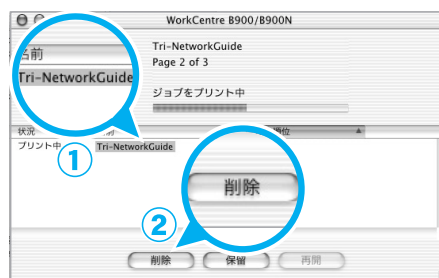 WorkCentre B900/B900N
名前
Tri-NetworkGuide
Tri-NetworkGuide
Page 2 of 3
ジョブをプリント中
状況
順位
プリント中
Tri-NetworkGuide
1
削除
2
削除
保留
再開